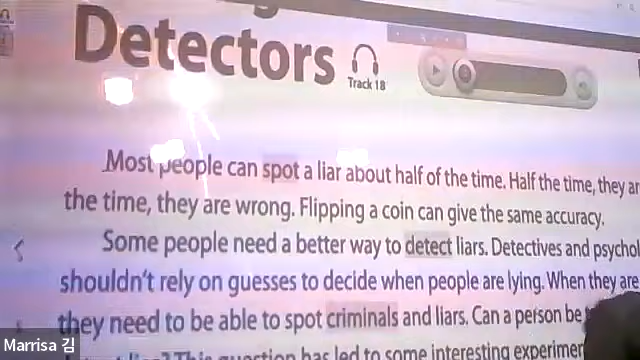 Detectors
Track 18
Most people can spot a liar about half of the time. Half the time, they
the time, they are wrong. Flipping a coin can give the same accuracy.
Some people need a better way to detect liars. Detectives and
shouldn't rely on guesses to decide when people are lying. When they are
they need to be able to spot criminals and liars. Can a person be
This question has led to some interesting
Marrisa 김